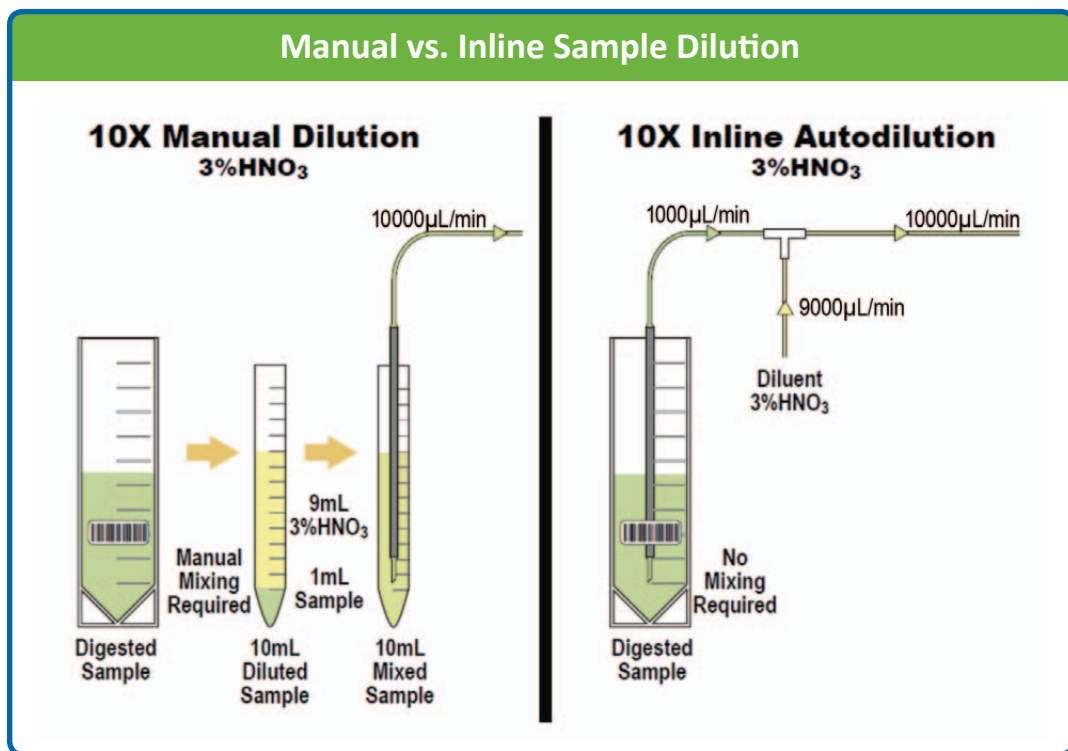 Manual vs. Inline Sample Dilution
10X Manual Dilution
3%HNO₃
10000µL/min
Manual
Mixing
Required
9mL
3%HNO₃
1mL
Sample
Digested
Sample
10mL
Diluted
Sample
10mL
Mixed
Sample
10X Inline Autodilution
3%HNO₃
1000µL/min
10000µL/min
9000µL/min
Diluent
3%HNO₃
No
Mixing
Required
Digested
Sample